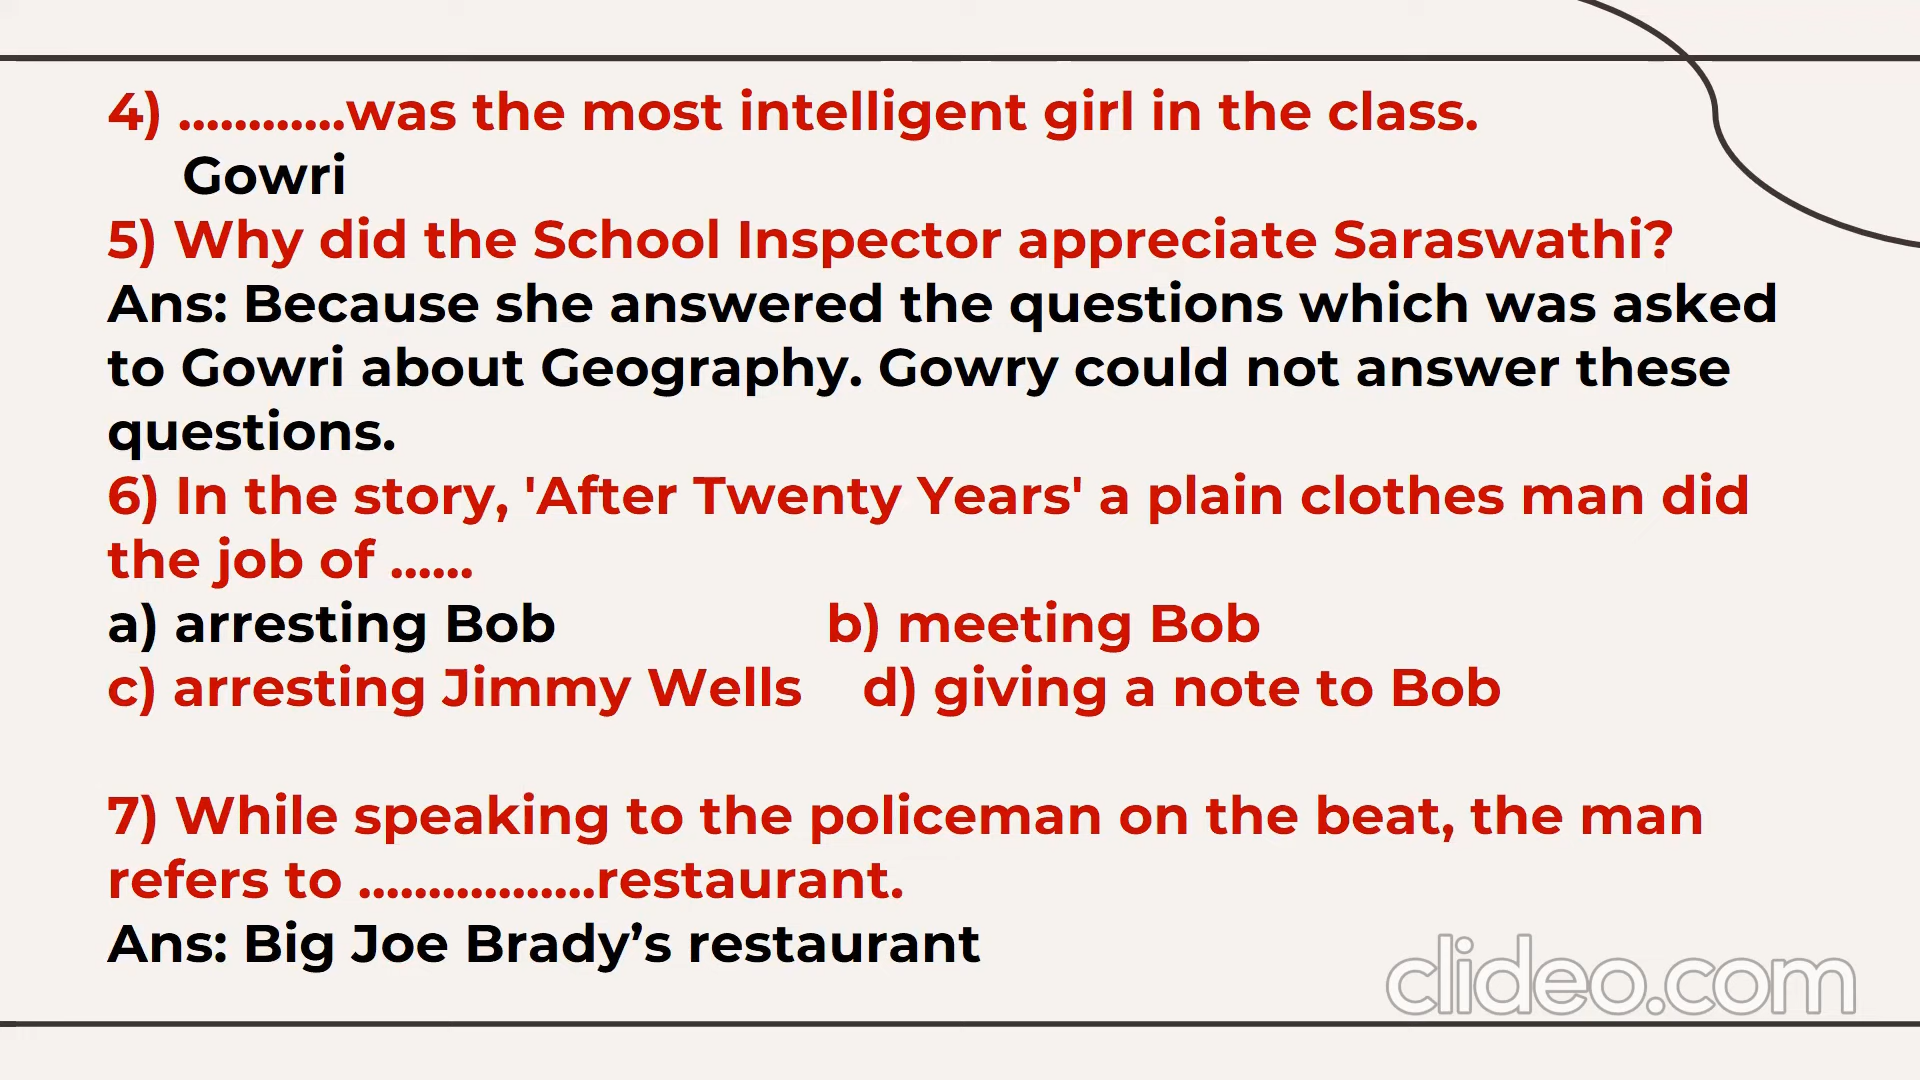 4) ............was the most intelligent girl in the class.
Gowri
5) Why did the School Inspector appreciate Saraswathi?
Ans: Because she answered the questions which was asked
to Gowri about Geography. Gowry could not answer these
questions.
6) In the story, 'After Twenty Years' a plain clothes man did
the job of ......
a) arresting Bob b) meeting Bob
c) arresting Jimmy Wells d) giving a note to Bob
7) While speaking to the policeman on the beat, the man
refers to .................restaurant.
Ans: Big Joe Brady’s restaurant
clideo.com